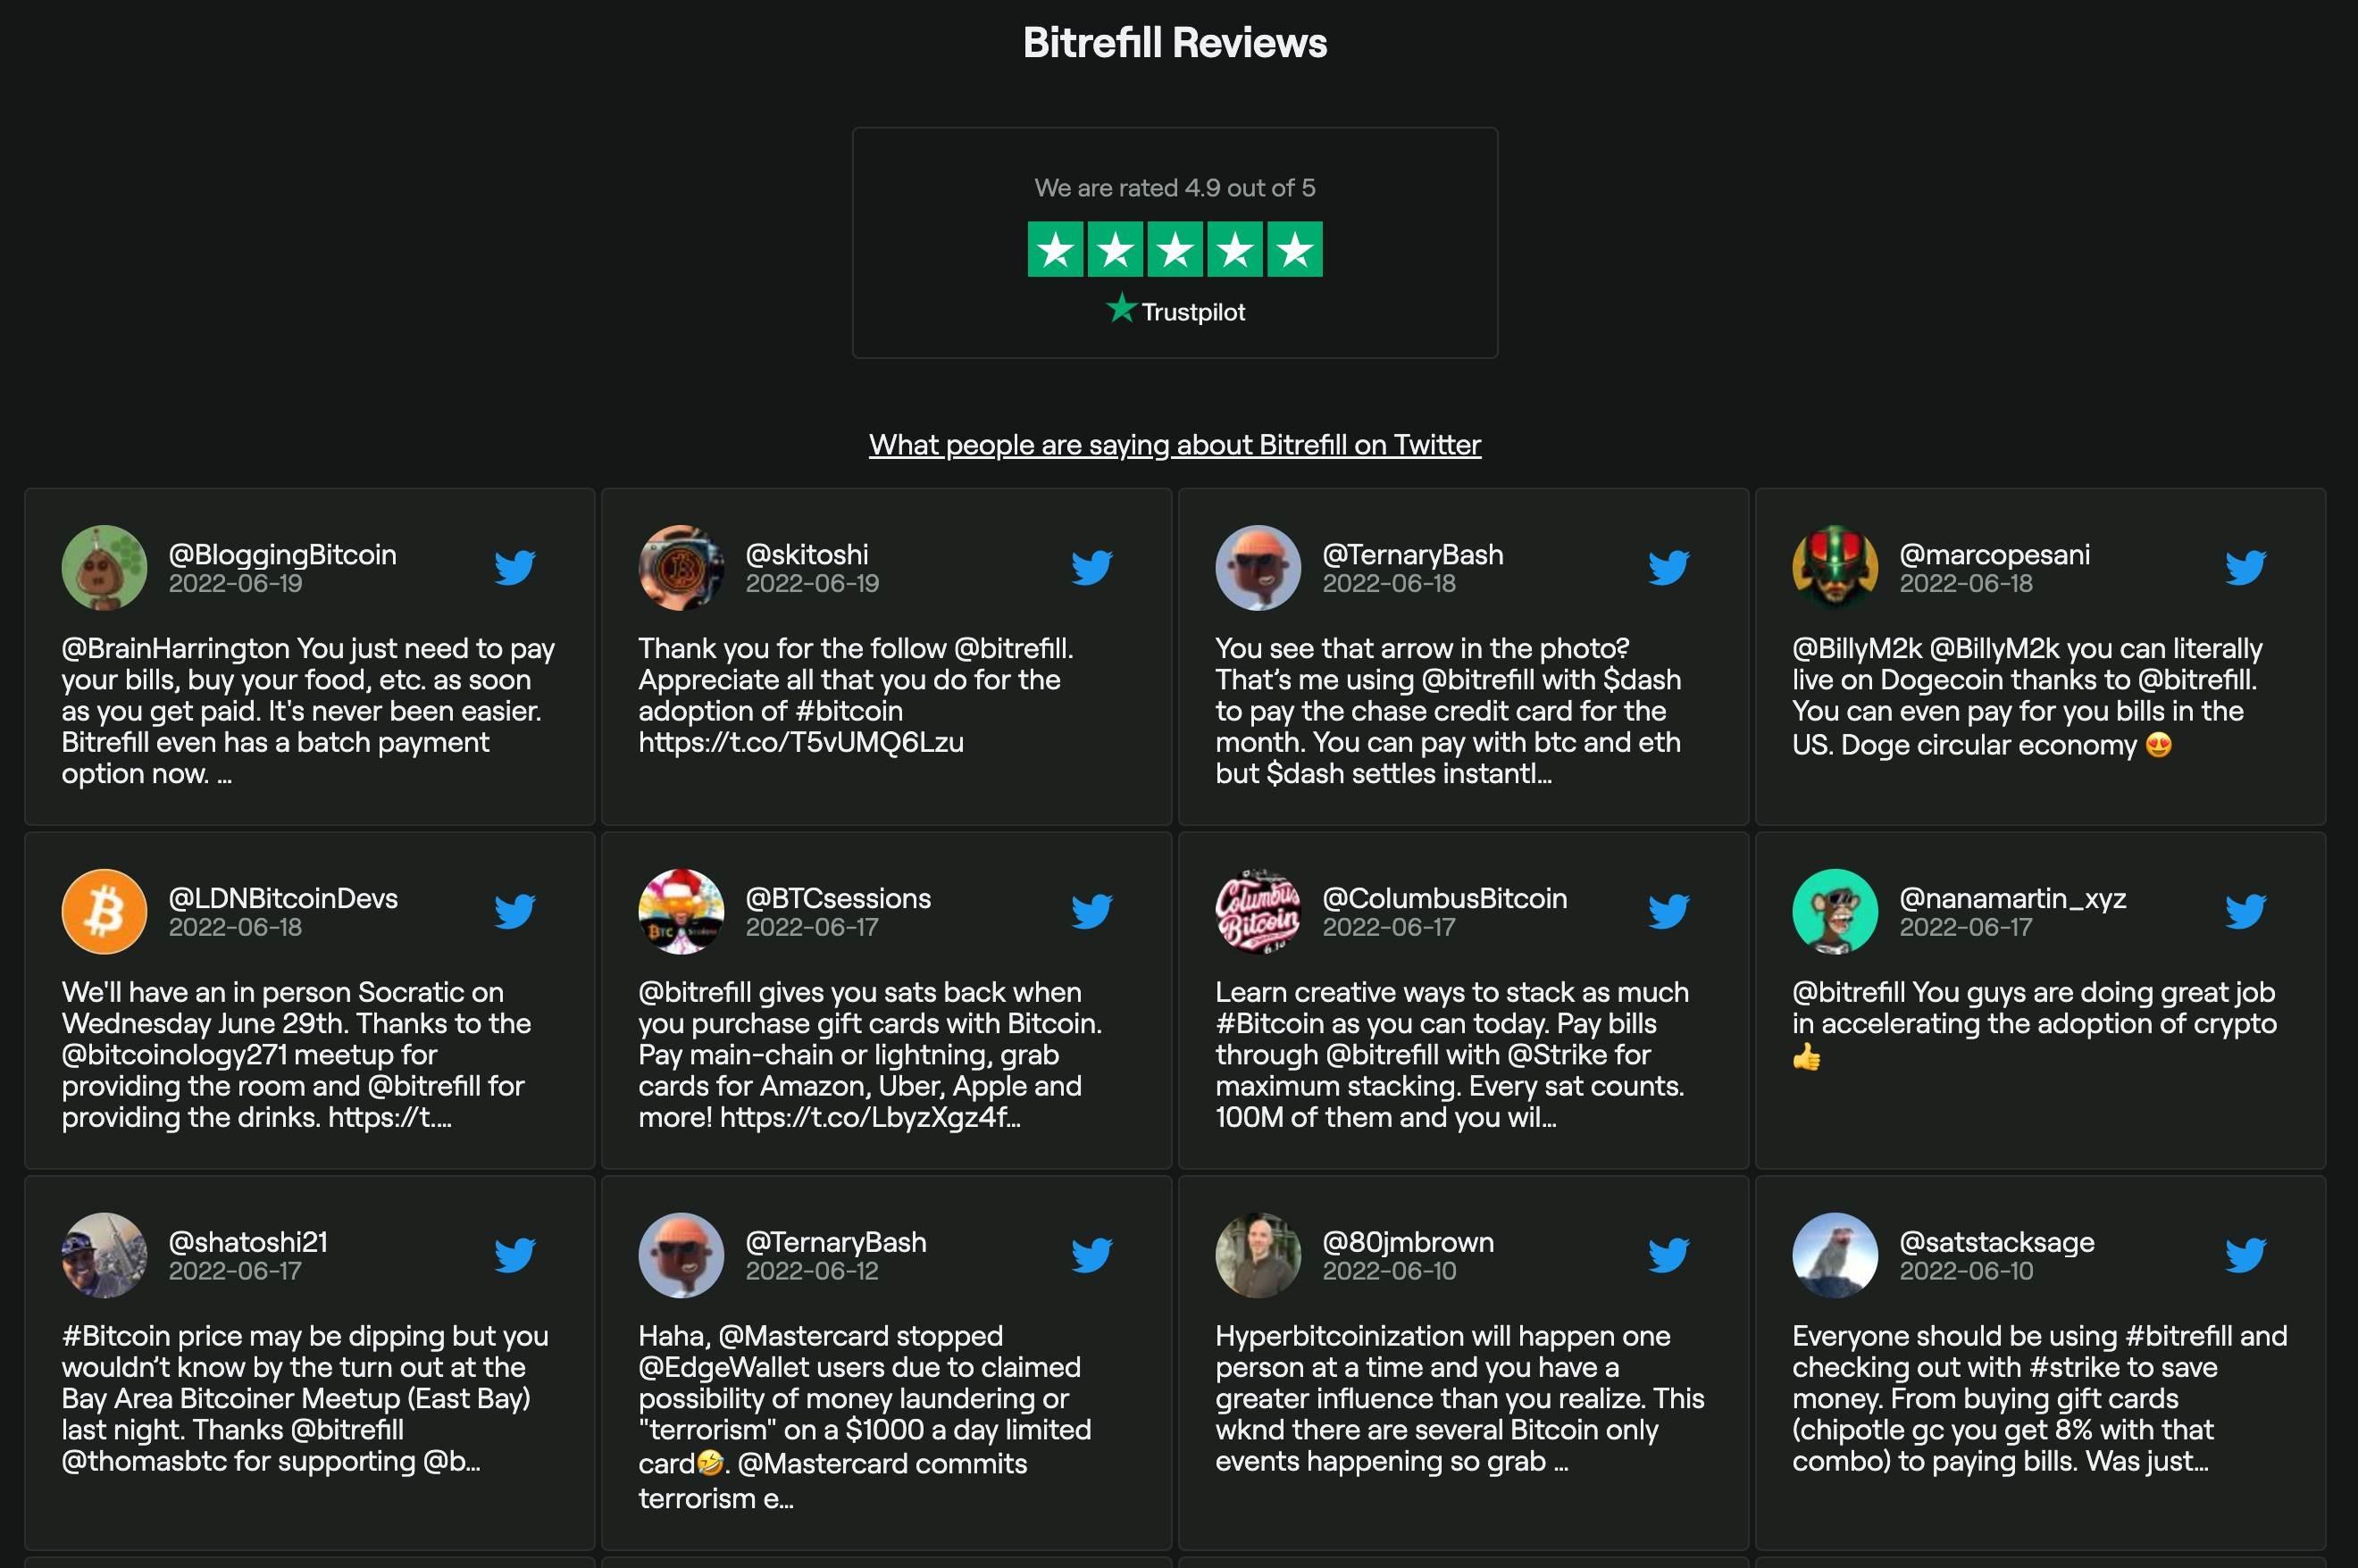 Bitrefill Reviews
We are rated 4.9 out of 5
Trustpilot
What people are saying about Bitrefill on Twitter
@BloggingBitcoin
2022-06-19
@BrainHarrington You just need to pay
your bills, buy your food, etc. as soon
as you get paid. It's never been easier.
Bitrefill even has a batch payment
option now. ...
@skitoshi
2022-06-19
Thank you for the follow @bitrefill.
Appreciate all that you do for the
adoption of #bitcoin
https://t.co/T5vUMQ6Lzu
@TernaryBash
2022-06-18
You see that arrow in the photo?
That’s me using @bitrefill with $dash
to pay the chase credit card for the
month. You can pay with btc and eth
but $dash settles instantl...
@marcopesani
2022-06-18
@BillyM2k @BillyM2k you can literally
live on Dogecoin thanks to @bitrefill.
You can even pay for you bills in the
US. Doge circular economy 😍
@LDNBitcoinDevs
2022-06-18
We'll have an in person Socratic on
Wednesday June 29th. Thanks to the
@bitcoinology271 meetup for
providing the room and @bitrefill for
providing the drinks. https://t....
@BTCsessions
2022-06-17
@bitrefill gives you sats back when
you purchase gift cards with Bitcoin.
Pay main-chain or lightning, grab
cards for Amazon, Uber, Apple and
more! https://t.co/LbyzXgz4f...
Columbus
Bitcoin
@ColumbusBitcoin
2022-06-17
Learn creative ways to stack as much
#Bitcoin as you can today. Pay bills
through @bitrefill with @Strike for
maximum stacking. Every sat counts.
100M of them and you wil...
@nanamartin_xyz
2022-06-17
@bitrefill You guys are doing great job
in accelerating the adoption of crypto
👍
@shatoshi21
2022-06-17
#Bitcoin price may be dipping but you
wouldn’t know by the turn out at the
Bay Area Bitcoiner Meetup (East Bay)
last night. Thanks @bitrefill
@thomasbtc for supporting @b...
@TernaryBash
2022-06-12
Haha, @Mastercard stopped
@EdgeWallet users due to claimed
possibility of money laundering or
"terrorism" on a $1000 a day limited
card🤣. @Mastercard commits
terrorism e...
@80jmbrown
2022-06-10
Hyperbitcoinization will happen one
person at a time and you have a
greater influence than you realize. This
wknd there are several Bitcoin only
events happening so grab ...
@satstacksage
2022-06-10
Everyone should be using #bitrefill and
checking out with #strike to save
money. From buying gift cards
(chipotle gc you get 8% with that
combo) to paying bills. Was just...